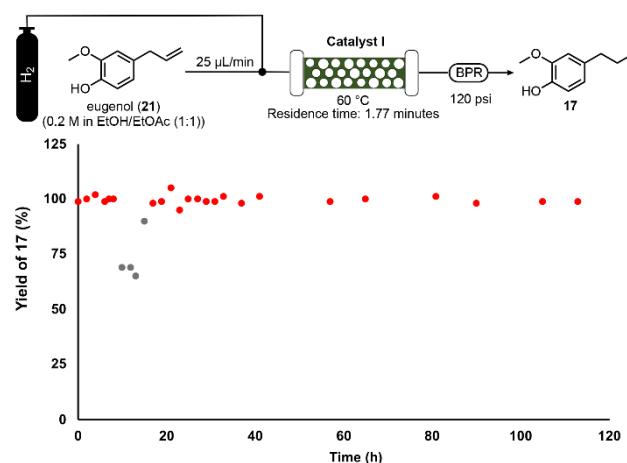 H2
O
HO
eugenol (21)
(0.2 M in EtOH/EtOAc (1:1))
25 µL/min
Catalyst I
60 °C
Residence time: 1.77 minutes
BPR
120 psi
O
HO
17
Yield of 17 (%)
125
100
75
50
25
0
0 20 40 60 80 100 120
Time (h)